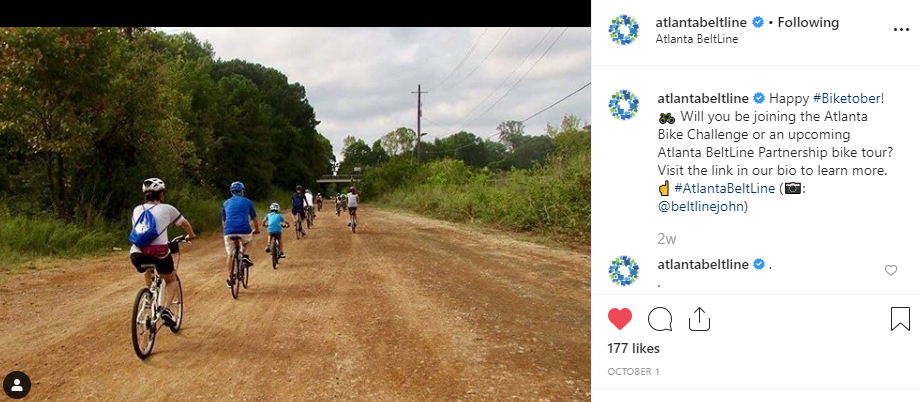 atlantabeltline • Following
Atlanta BeltLine
atlantabeltline Happy #Biketober!
🚲 Will you be joining the Atlanta
Bike Challenge or an upcoming
Atlanta BeltLine Partnership bike tour?
Visit the link in our bio to learn more.
☝ #AtlantaBeltLine (📷:
@beltlinejohn)
2w
atlantabeltline .
.
177 likes
OCTOBER 1